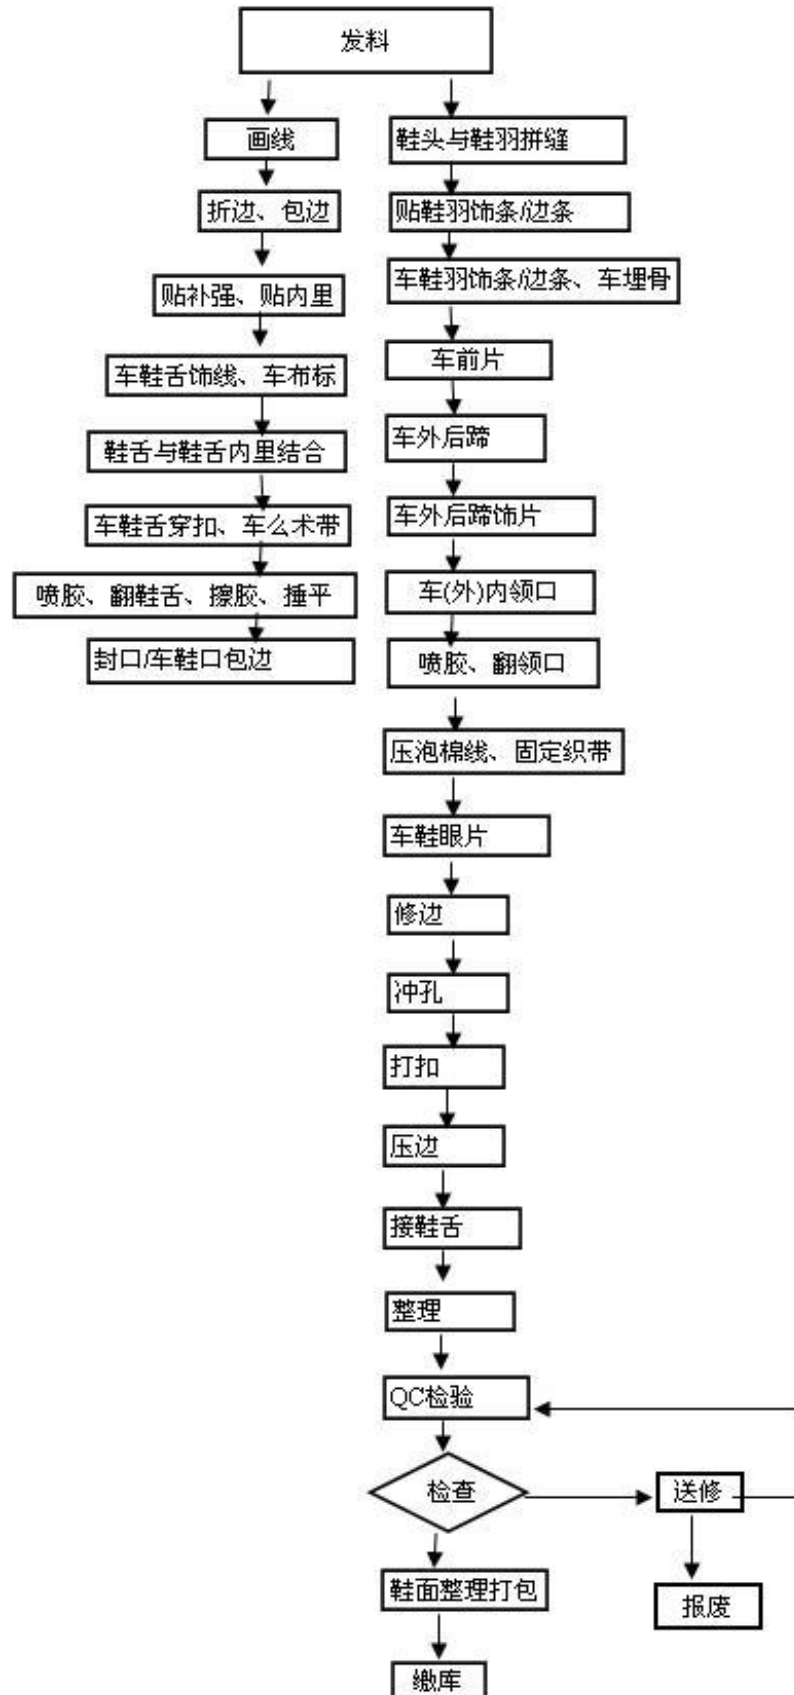 发料
画线
折边、包边
贴补强、贴内里
车鞋舌饰线、车布标
鞋舌与鞋舌内里结合
车鞋舌穿扣、车么术带
喷胶、翻鞋舌、擦胶、捶平
封口/车鞋口包边
鞋头与鞋羽拼缝
贴鞋羽饰条/边条
车鞋羽饰条/边条、车埋骨
车前片
车外后蹄
车外后蹄饰片
车(外)内领口
喷胶、翻领口
压泡棉线、固定织带
车鞋眼片
修边
冲孔
打扣
压边
接鞋舌
整理
QC检验
检查
送修
报废
鞋面整理打包
缴库